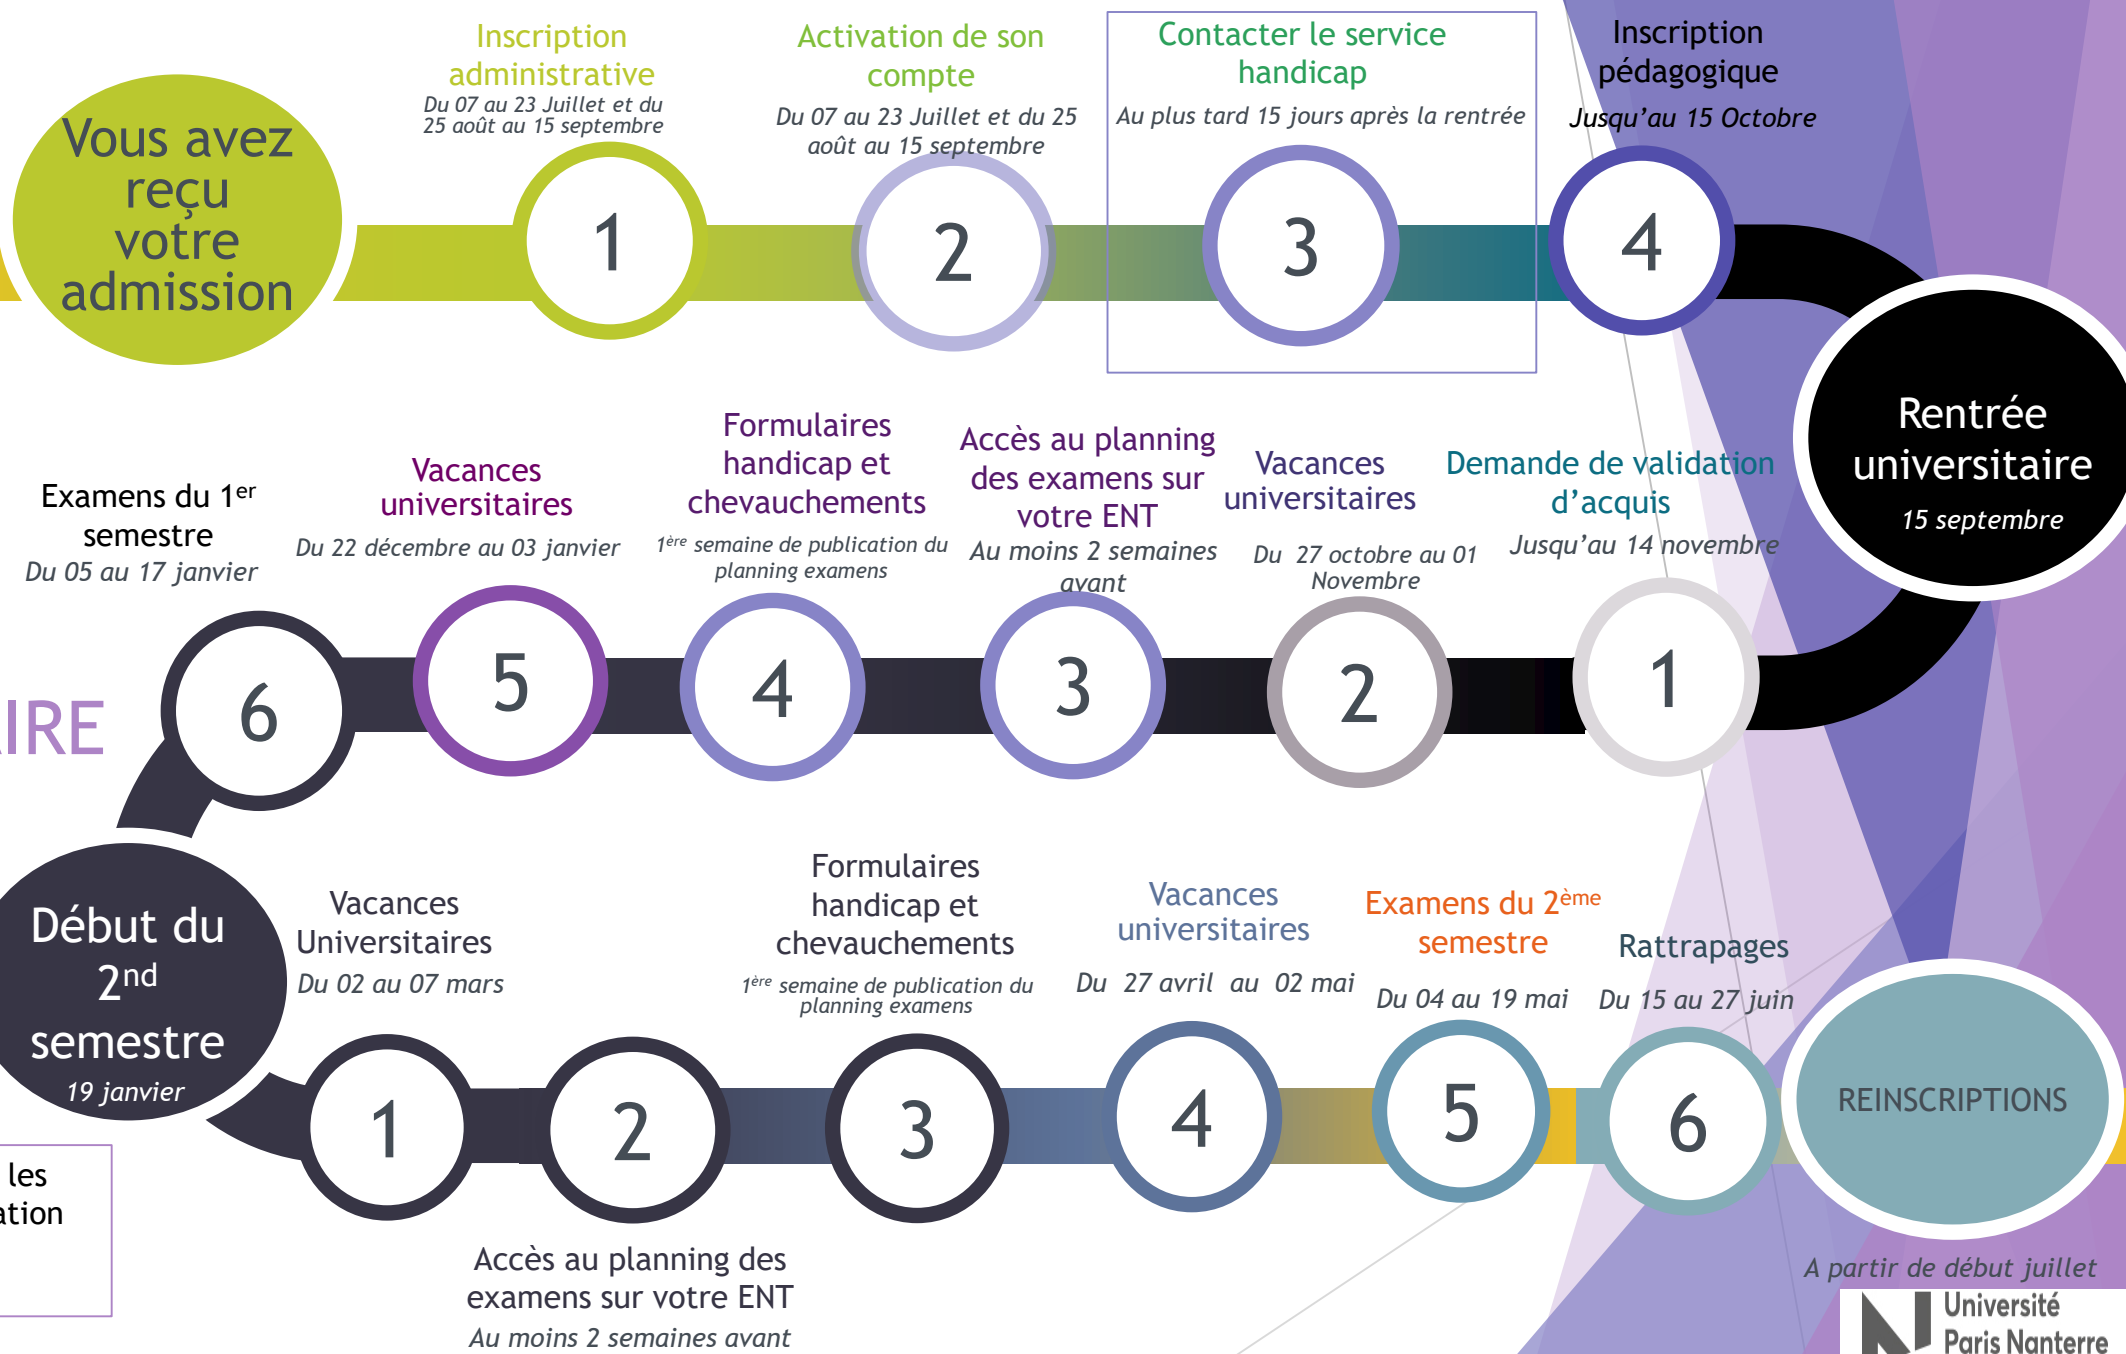 Vous avez
reçu
votre
admission
Inscription
administrative
Du 07 au 23 Juillet et du
25 août au 15 septembre
1
Activation de son
compte
Du 07 au 23 Juillet et du 25
août au 15 septembre
2
Contacter le service
handicap
Au plus tard 15 jours après la rentrée
3
Inscription
pédagogique
Jusqu'au 15 Octobre
4
Rentrée
universitaire
15 septembre
Demande de validation
d'acquis
Jusqu'au 14 novembre
1
Vacances
universitaires
Du 27 octobre au 01
Novembre
2
Accès au planning
des examens sur
votre ENT
Au moins 2 semaines
avant
3
Formulaires
handicap et
chevauchements
1ère semaine de publication du
planning examens
4
Vacances
universitaires
Du 22 décembre au 03 janvier
5
Examens du 1er
semestre
Du 05 au 17 janvier
6
AIRE
Début du
2nd
semestre
19 janvier
Vacances
Universitaires
Du 02 au 07 mars
1
2
Accès au planning des
examens sur votre ENT
Au moins 2 semaines avant
Formulaires
handicap et
chevauchements
1ère semaine de publication du
planning examens
3
Vacances
universitaires
Du 27 avril au 02 mai
4
Examens du 2ème
semestre
Du 04 au 19 mai
5
Rattrapages
Du 15 au 27 juin
6
REINSCRIPTIONS
A partir de début juillet
les
ation
Université
Paris Nanterre